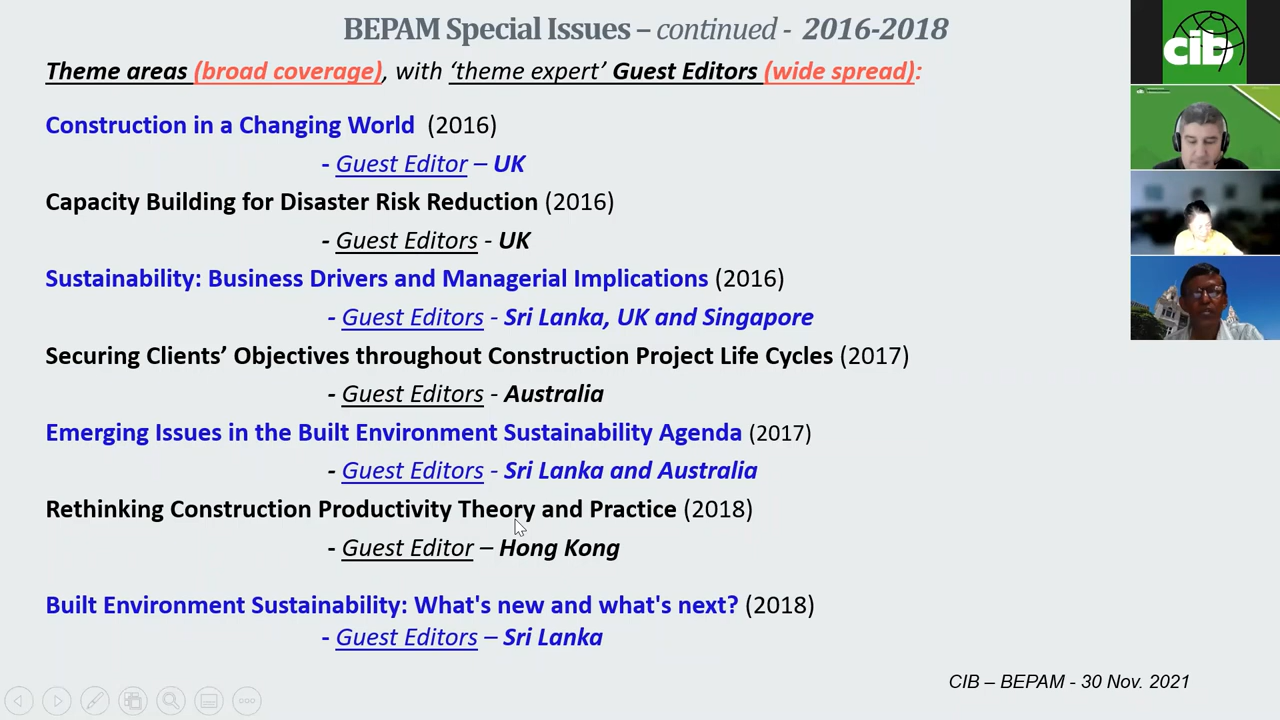 BEPAM Special Issues – continued - 2016-2018
Theme areas (broad coverage), with ‘theme expert’ Guest Editors (wide spread):
Construction in a Changing World (2016)
- Guest Editor – UK
Capacity Building for Disaster Risk Reduction (2016)
- Guest Editors - UK
Sustainability: Business Drivers and Managerial Implications (2016)
- Guest Editors - Sri Lanka, UK and Singapore
Securing Clients’ Objectives throughout Construction Project Life Cycles (2017)
- Guest Editors - Australia
Emerging Issues in the Built Environment Sustainability Agenda (2017)
- Guest Editors - Sri Lanka and Australia
Rethinking Construction Productivity Theory and Practice (2018)
- Guest Editor – Hong Kong
Built Environment Sustainability: What's new and what's next? (2018)
- Guest Editors – Sri Lanka
CIB – BEPAM - 30 Nov. 2021
cib